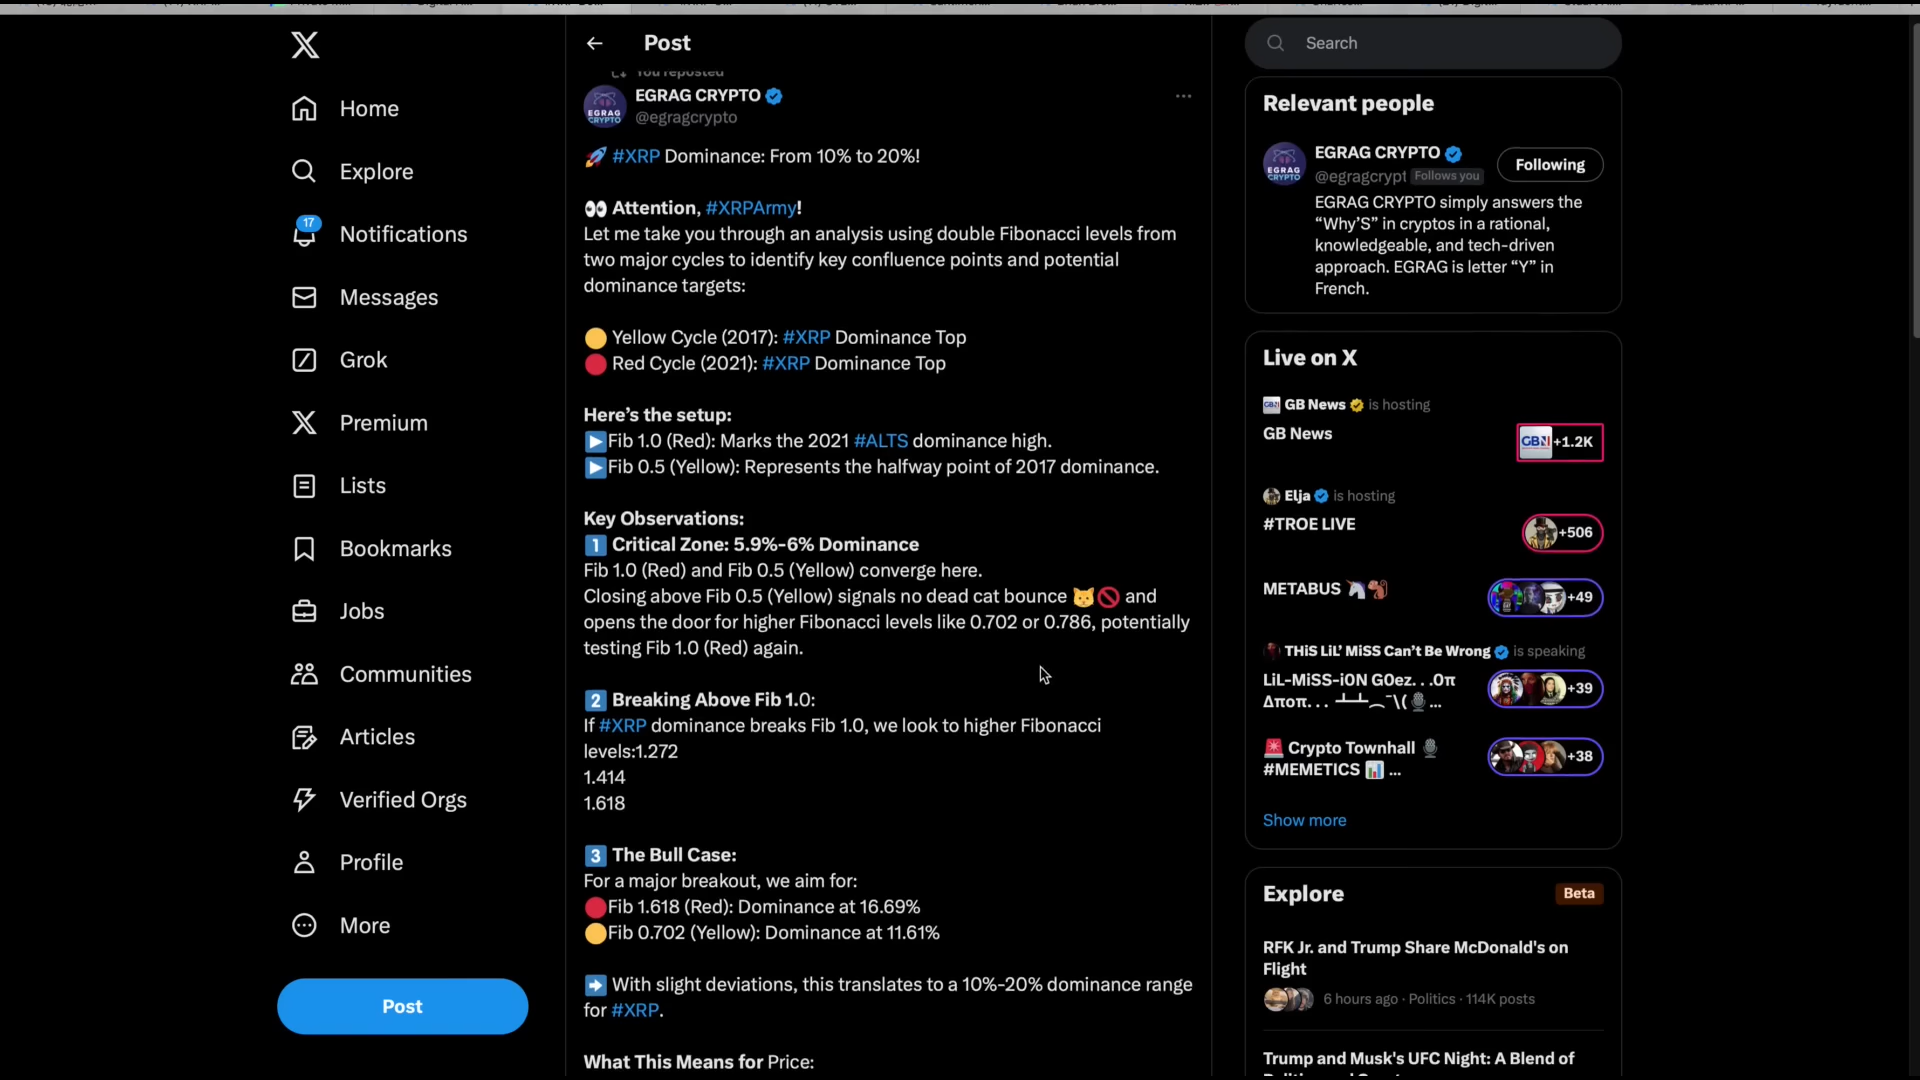 Home
Explore
17
Notifications
Messages
Grok
Premium
Lists
Bookmarks
Jobs
Communities
Articles
Verified Orgs
Profile
More
Post
Post
You reposted
EGRAG CRYPTO
@egragcrypto
🚀 #XRP Dominance: From 10% to 20%!
👀 Attention, #XRPArmy!
Let me take you through an analysis using double Fibonacci levels from
two major cycles to identify key confluence points and potential
dominance targets:
🟡 Yellow Cycle (2017): #XRP Dominance Top
🔴 Red Cycle (2021): #XRP Dominance Top
Here's the setup:
▶️Fib 1.0 (Red): Marks the 2021 #ALTS dominance high.
▶️Fib 0.5 (Yellow): Represents the halfway point of 2017 dominance.
Key Observations:
1️⃣ Critical Zone: 5.9%-6% Dominance
Fib 1.0 (Red) and Fib 0.5 (Yellow) converge here.
Closing above Fib 0.5 (Yellow) signals no dead cat bounce 🐱🚫 and
opens the door for higher Fibonacci levels like 0.702 or 0.786, potentially
testing Fib 1.0 (Red) again.
2️⃣ Breaking Above Fib 1.0:
If #XRP dominance breaks Fib 1.0, we look to higher Fibonacci
levels:1.272
1.414
1.618
3️⃣ The Bull Case:
For a major breakout, we aim for:
🔴Fib 1.618 (Red): Dominance at 16.69%
🟡Fib 0.702 (Yellow): Dominance at 11.61%
➡️ With slight deviations, this translates to a 10%-20% dominance range
for #XRP.
What This Means for Price:
Search
Relevant people
EGRAG CRYPTO
@egragcrypt Follows you
Following
EGRAG CRYPTO simply answers the
“Why’S” in cryptos in a rational,
knowledgeable, and tech-driven
approach. EGRAG is letter “Y” in
French.
Live on X
GB News is hosting
GB News
GBN +1.2K
Elja is hosting
#TROE LIVE
+506
METABUS 🦄🐿️
+49
THiS LiL’ MiSS Can’t Be Wrong is speaking
LiL-MiSS-iON GOez. . .Oπ
Δποπ. . . ┴┴︵¯\(🎙️...
+39
🚨 Crypto Townhall 🎙️
#MEMETICS 📊 ...
+38
Show more
Explore
Beta
RFK Jr. and Trump Share McDonald's on
Flight
6 hours ago · Politics · 114K posts
Trump and Musk's UFC Night: A Blend of